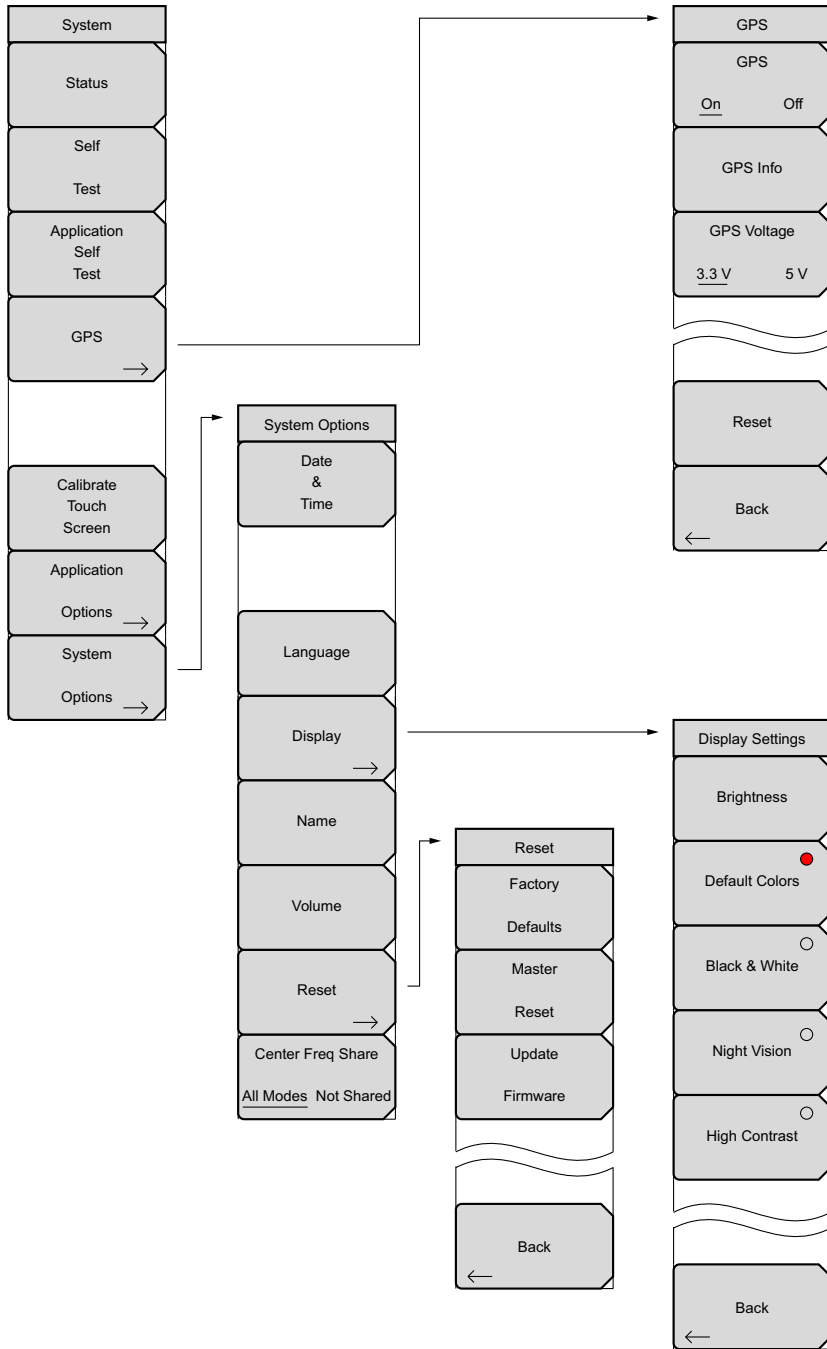 System
Status
Self
Test
Application
Self
Test
GPS
Calibrate
Touch
Screen
Application
Options
System
Options
System Options
Date
&
Time
Language
Display
Name
Volume
Reset
Center Freq Share
All Modes Not Shared
Reset
Factory
Defaults
Master
Reset
Update
Firmware
Back
GPS
GPS
On Off
GPS Info
GPS Voltage
3.3 V 5 V
Reset
Back
Display Settings
Brightness
Default Colors
Black & White
Night Vision
High Contrast
Back